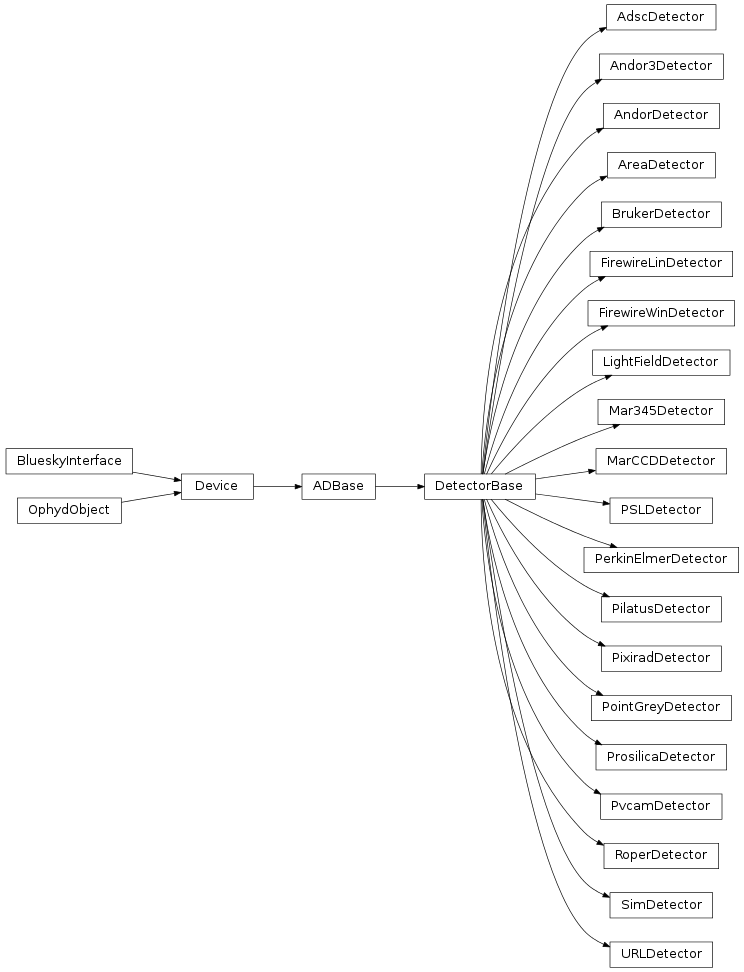 BlueskyInterface
OphydObject
Device
ADBase
DetectorBase
AdscDetector
Andor3Detector
AndorDetector
AreaDetector
BrukerDetector
FirewireLinDetector
FirewireWinDetector
LightFieldDetector
Mar345Detector
MarCCDDetector
PSLDetector
PerkinElmerDetector
PilatusDetector
PixiradDetector
PointGreyDetector
ProsilicaDetector
PvcamDetector
RoperDetector
SimDetector
URLDetector